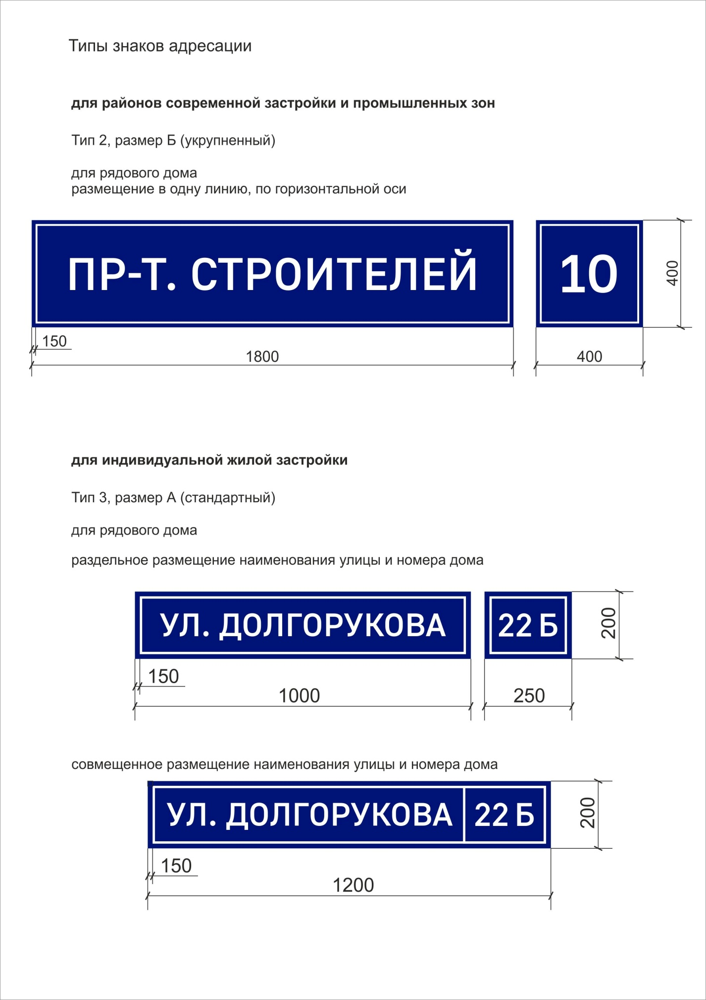 Типы знаков адресации
для районов современной застройки и промышленных зон
Тип 2, размер Б (укрупненный)
для рядового дома
размещение в одну линию, по горизонтальной оси
ПР-Т. СТРОИТЕЛЕЙ
10
400
150
1800
400
для индивидуальной жилой застройки
Тип 3, размер А (стандартный)
для рядового дома
раздельное размещение наименования улицы и номера дома
УЛ. ДОЛГОРУКОВА
22 Б
200
150
1000
250
совмещенное размещение наименования улицы и номера дома
УЛ. ДОЛГОРУКОВА
22 Б
200
150
1200